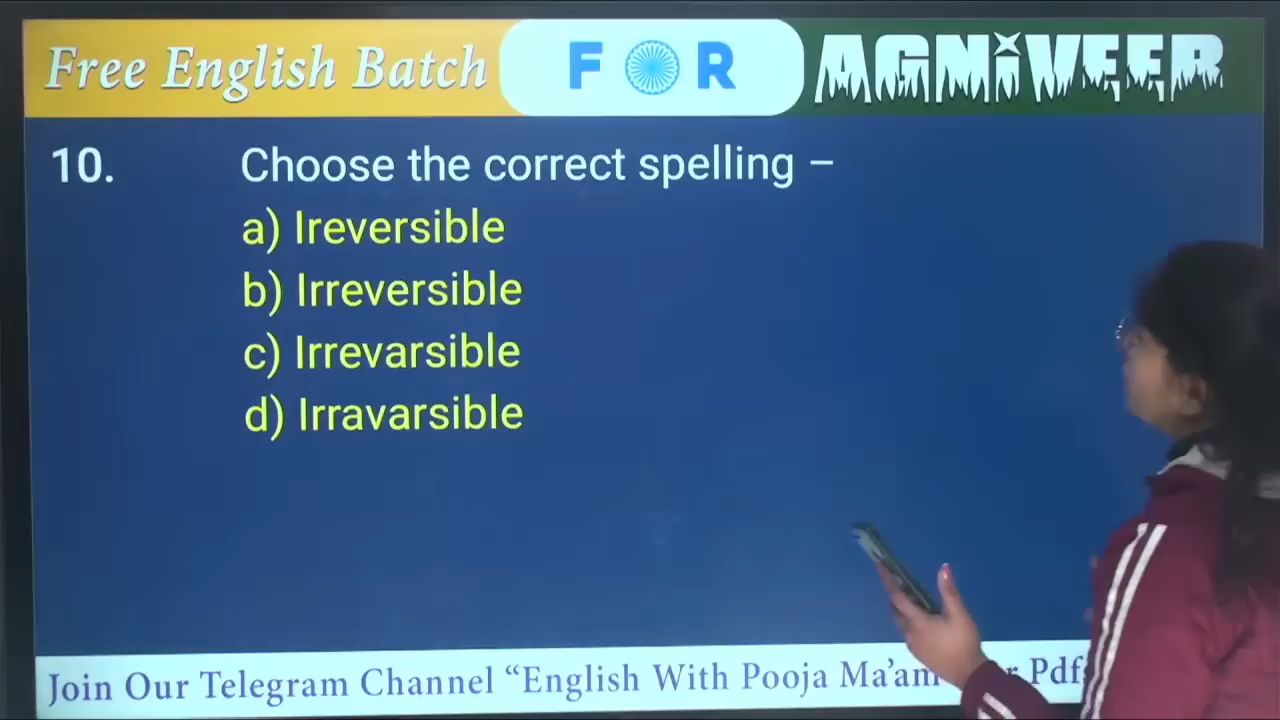 Free English Batch FOR AGNiVEER
10. Choose the correct spelling –
a) Ireversible
b) Irreversible
c) Irrevarsible
d) Irravarsible
Join Our Telegram Channel “English With Pooja Ma’am Pdf